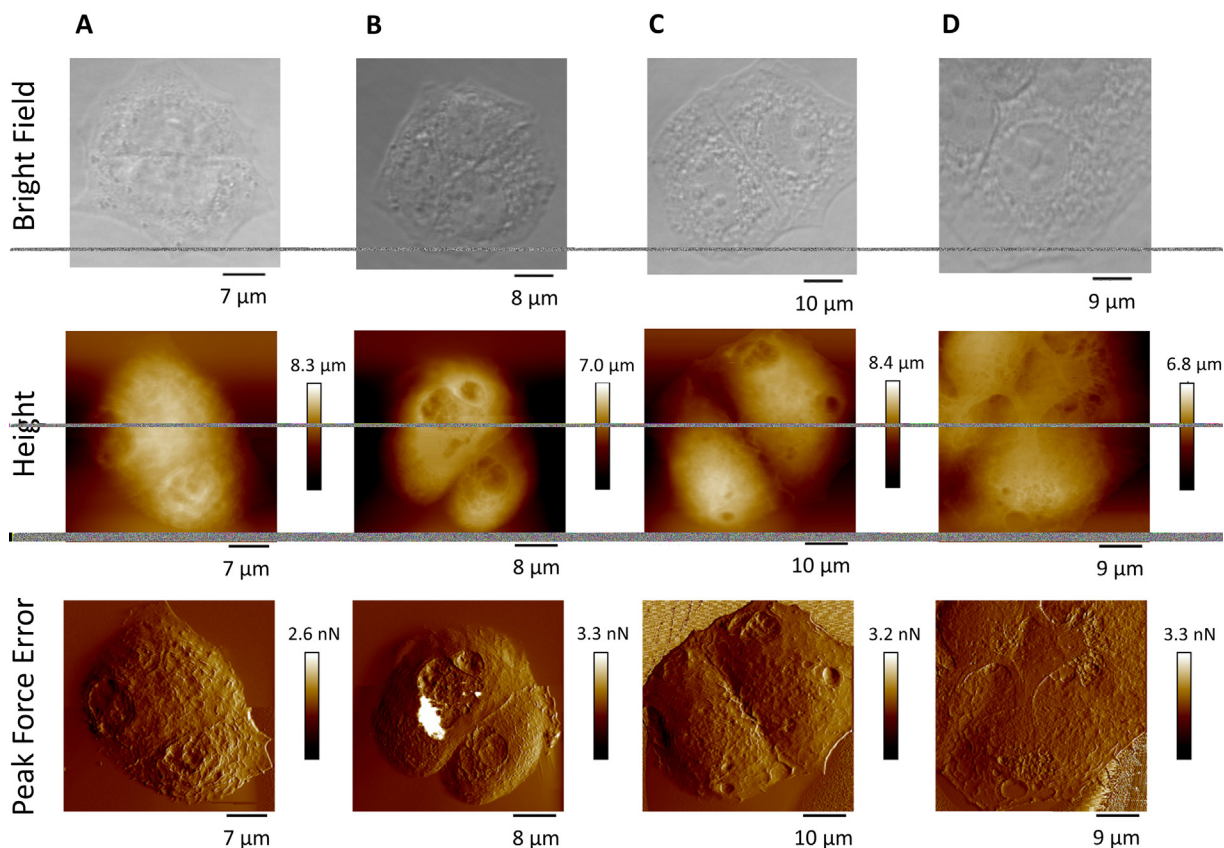 A B C D
Bright Field
7 µm 8 µm 10 µm 9 µm
Height
8.3 µm 7.0 µm 8.4 µm 6.8 µm
7 µm 8 µm 10 µm 9 µm
Peak Force Error
2.6 nN 3.3 nN 3.2 nN 3.3 nN
7 µm 8 µm 10 µm 9 µm